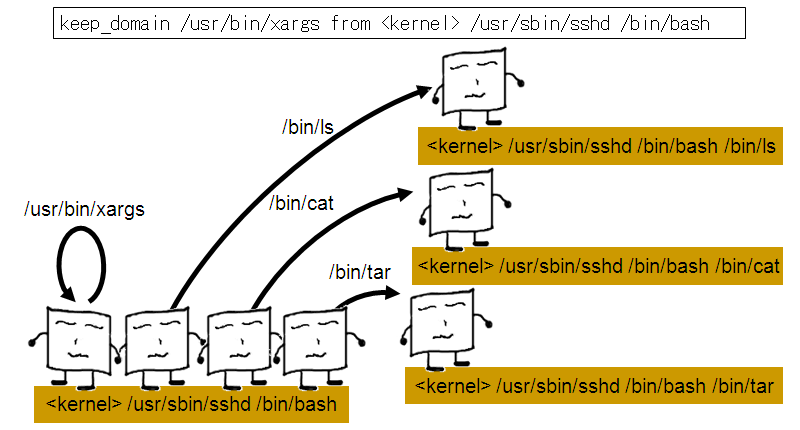 keep_domain /usr/bin/xargs from <kernel> /usr/sbin/sshd /bin/bash
/bin/ls
<kernel> /usr/sbin/sshd /bin/bash /bin/ls
/usr/bin/xargs
/bin/cat
<kernel> /usr/sbin/sshd /bin/bash /bin/cat
/bin/tar
<kernel> /usr/sbin/sshd /bin/bash /bin/tar
<kernel> /usr/sbin/sshd /bin/bash